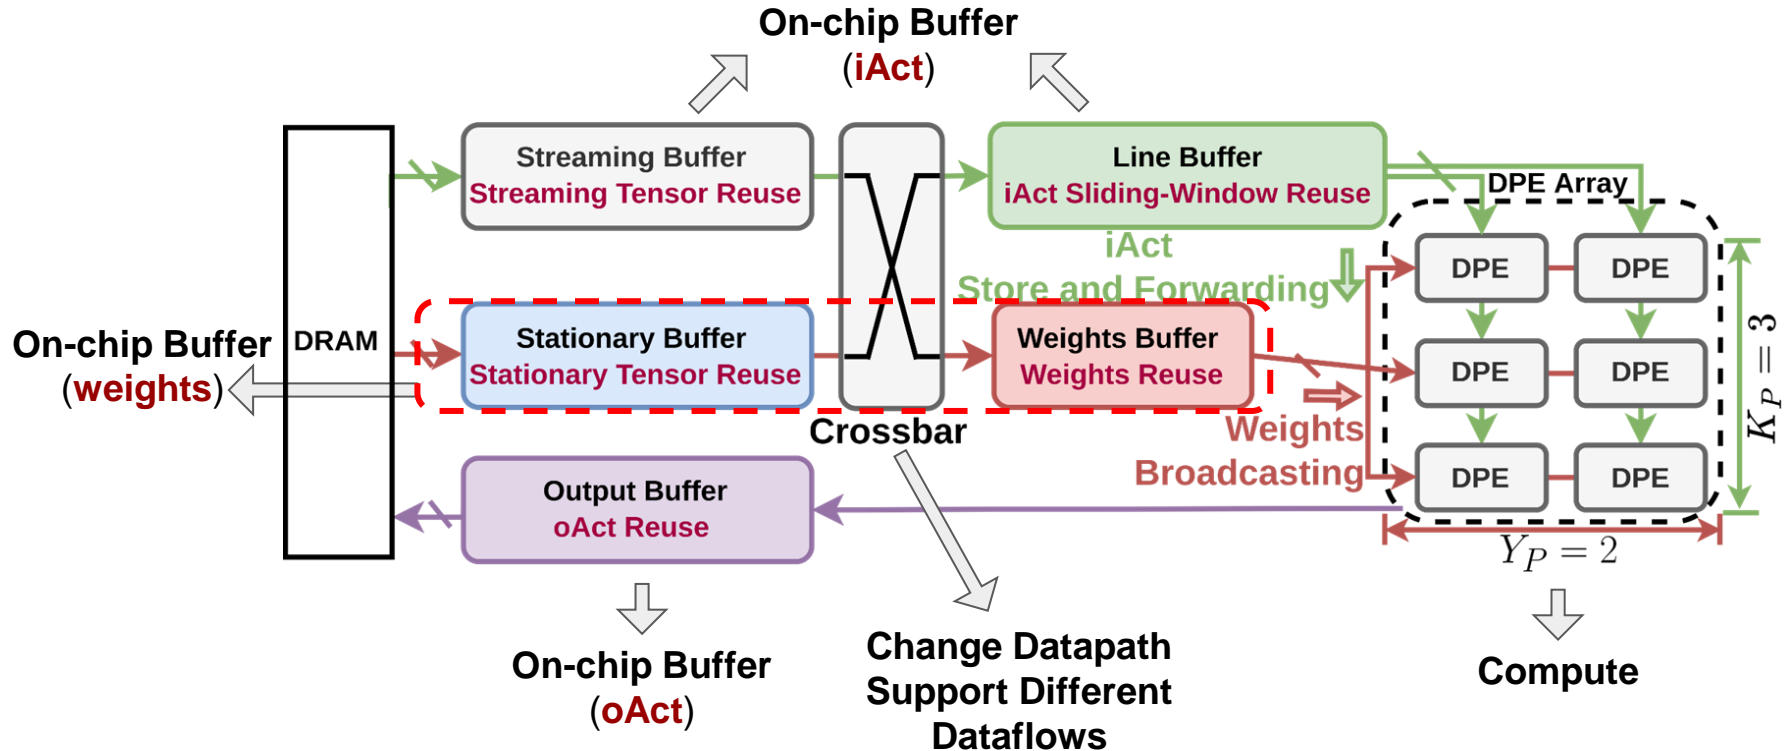 On-chip Buffer
(iAct)
Streaming Buffer
Streaming Tensor Reuse
Line Buffer
iAct Sliding-Window Reuse
DPE Array
iAct
Store and Forwarding
DPE DPE
On-chip Buffer
(weights)
DRAM
Stationary Buffer
Stationary Tensor Reuse
Weights Buffer
Weights Reuse
DPE DPE
K_P = 3
Crossbar
Weights
Broadcasting
DPE DPE
Output Buffer
oAct Reuse
Y_P = 2
On-chip Buffer
(oAct)
Change Datapath
Support Different
Dataflows
Compute